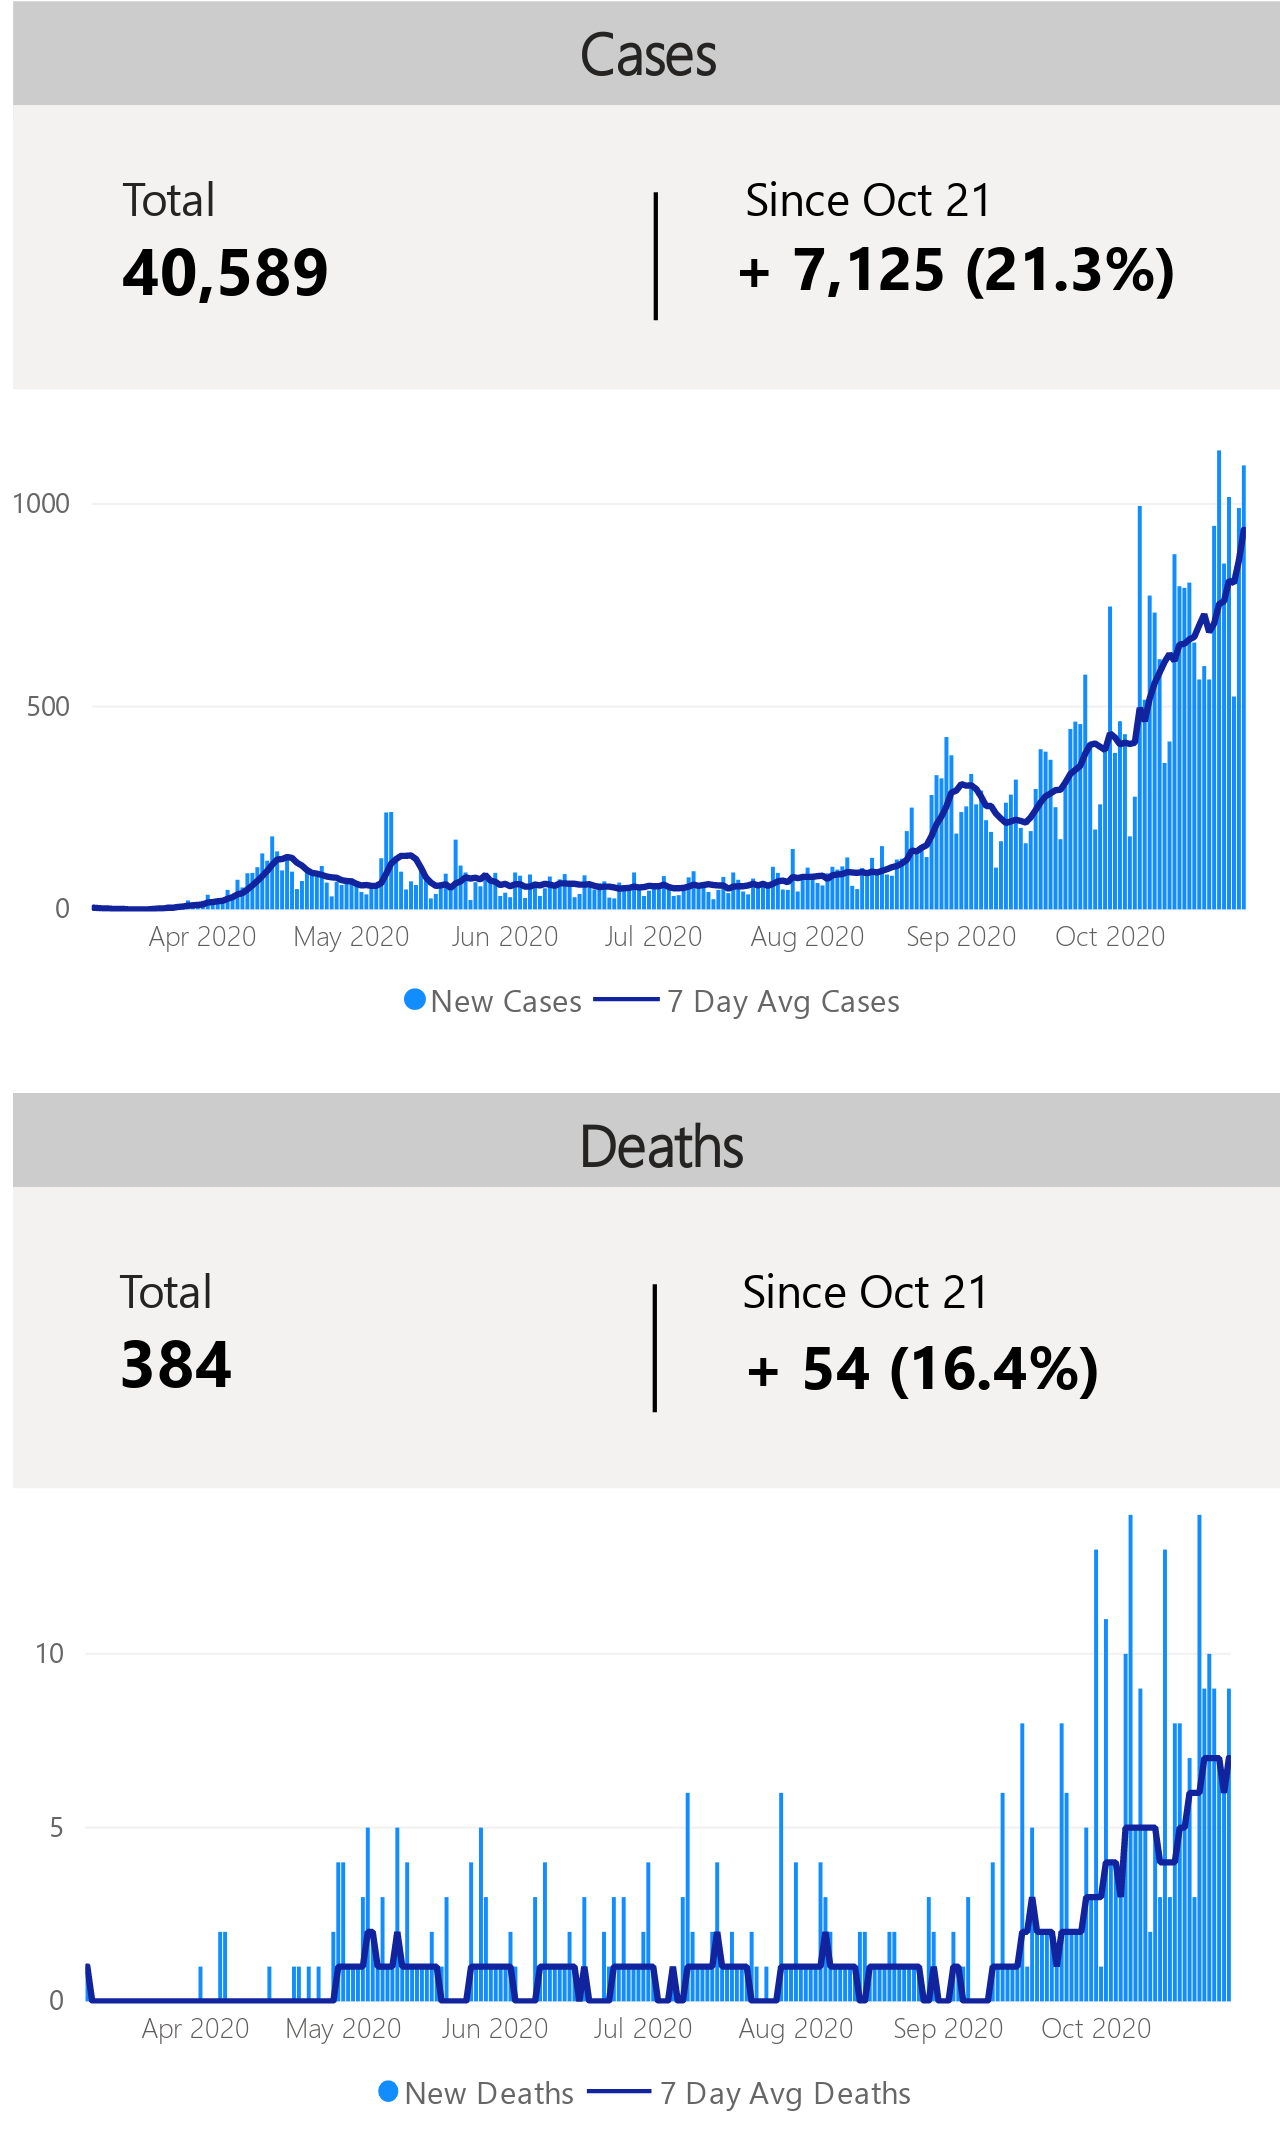 Cases
Total
40,589
Since Oct 21
+ 7,125 (21.3%)
1000
500
0
Apr 2020 May 2020 Jun 2020 Jul 2020 Aug 2020 Sep 2020 Oct 2020
New Cases 7 Day Avg Cases
Deaths
Total
384
Since Oct 21
+ 54 (16.4%)
10
5
0
Apr 2020 May 2020 Jun 2020 Jul 2020 Aug 2020 Sep 2020 Oct 2020
New Deaths 7 Day Avg Deaths